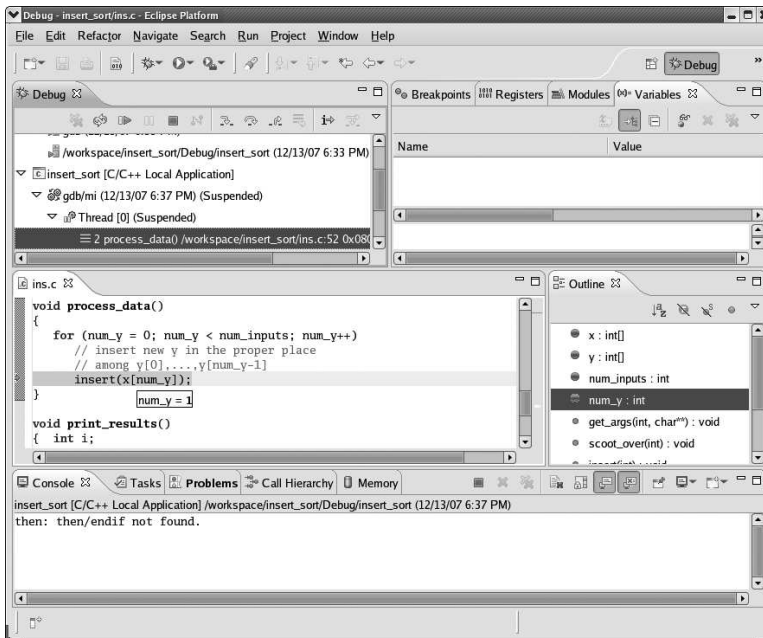 Debug - insert_sort/ins.c - Eclipse Platform
File Edit Refactor Navigate Search Run Project Window Help
Debug
Debug
Breakpoints Registers Modules (x)= Variables
/workspace/insert_sort/Debug/insert_sort (12/13/07 6:33 PM)
insert_sort [C/C++ Local Application]
gdb/mi (12/13/07 6:37 PM) (Suspended)
Thread [0] (Suspended)
2 process_data() /workspace/insert_sort/ins.c:52 0x080
Name Value
ins.c
void process_data()
{
for (num_y = 0; num_y < num_inputs; num_y++)
// insert new y in the proper place
// among y[0],...,y[num_y-1]
insert(x[num_y]);
}
num_y = 1
void print_results()
{ int i;
Outline
x : int[]
y : int[]
num_inputs : int
num_y : int
get_args(int, char**) : void
scoot_over(int) : void
Console Tasks Problems Call Hierarchy Memory
insert_sort [C/C++ Local Application] /workspace/insert_sort/Debug/insert_sort (12/13/07 6:37 PM)
then: then/endif not found.